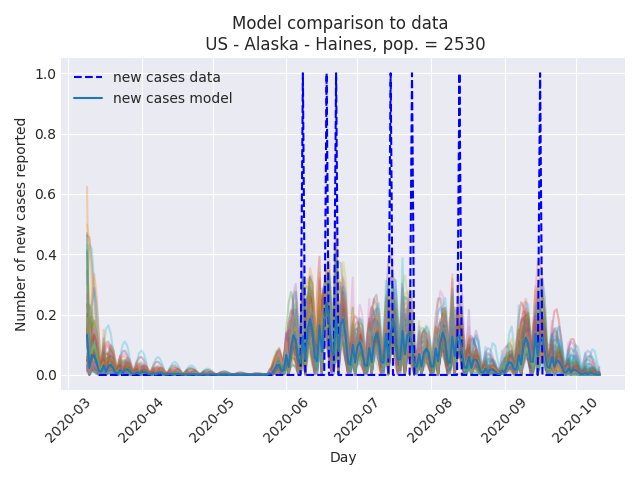 Model comparison to data
US - Alaska - Haines, pop. = 2530
new cases data
new cases model
Number of new cases reported
1.0
0.8
0.6
0.4
0.2
0.0
2020-03
2020-04
2020-05
2020-06
2020-07
2020-08
2020-09
2020-10
Day